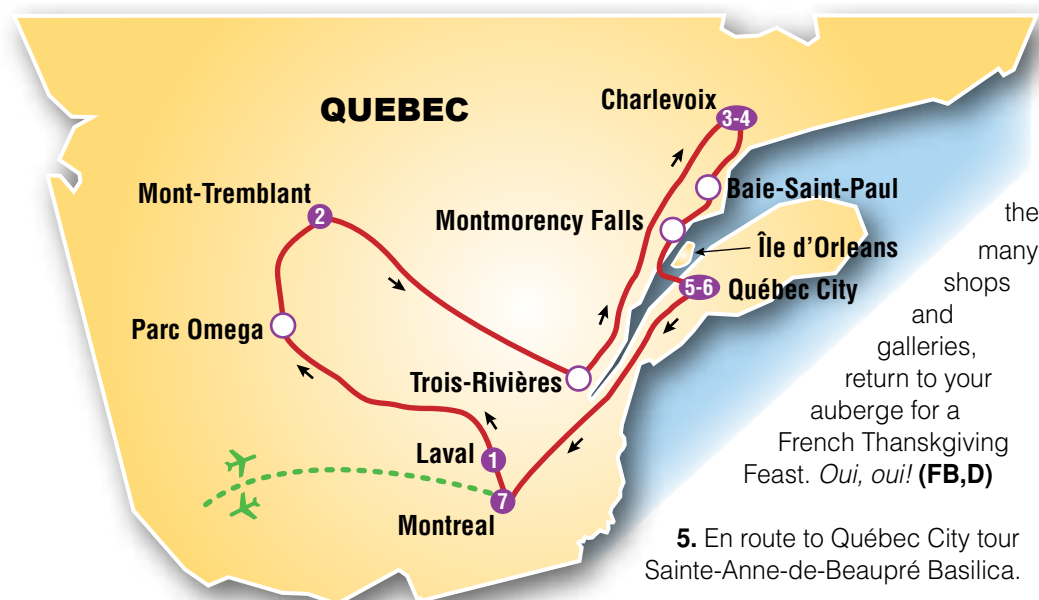 QUEBEC
Charlevoix
3-4
Mont-Tremblant
2
Baie-Saint-Paul
Montmorency Falls
Île d'Orleans
5-6
Québec City
Parc Omega
Trois-Rivières
Laval
1
7
Montreal
the
many
shops
and
galleries,
return to your
auberge for a
French Thanskgiving
Feast. Oui, oui! (FB,D)
5. En route to Québec City tour
Sainte-Anne-de-Beaupré Basilica.